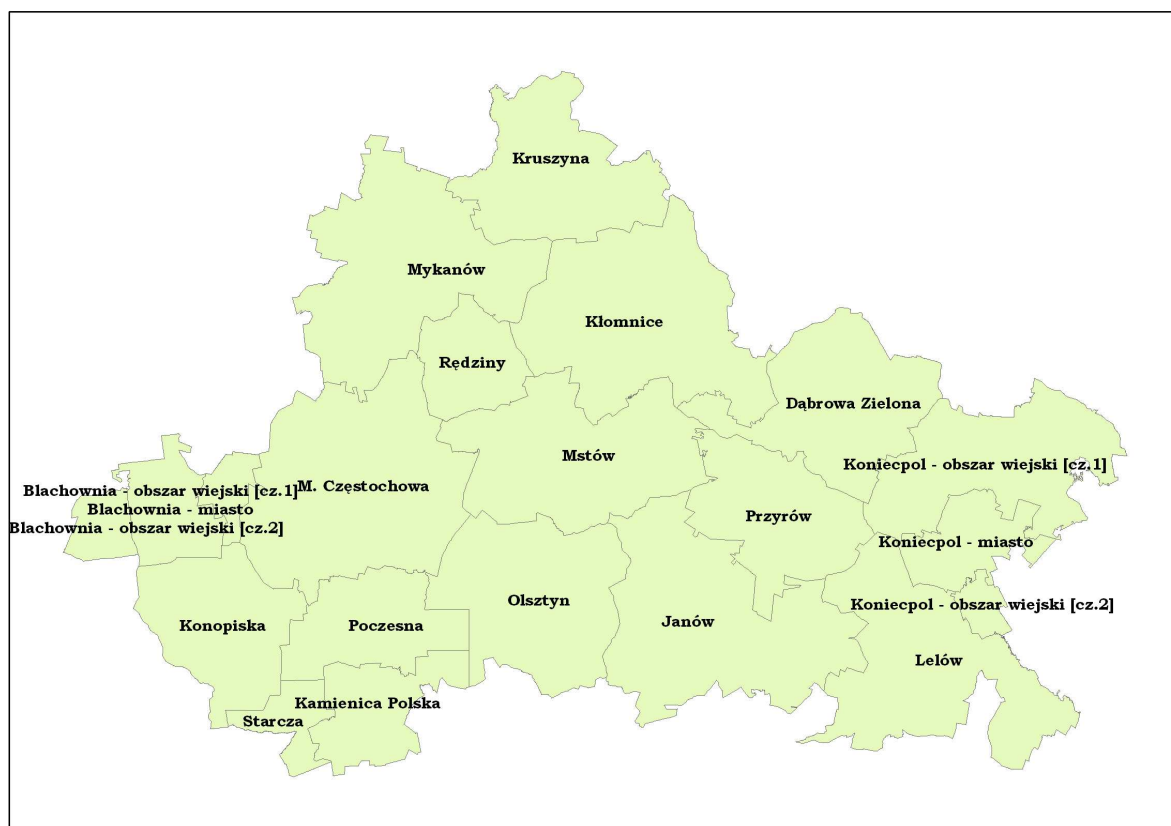 Kruszyna
Mykanów
Kłomnice
Rędziny
Dąbrowa Zielona
Mstów
Koniecpol - obszar wiejski [cz.1]
M. Częstochowa
Blachownia - obszar wiejski [cz.1]
Blachownia - miasto
Blachownia - obszar wiejski [cz.2]
Przyrów
Koniecpol - miasto
Olsztyn
Koniecpol - obszar wiejski [cz.2]
Konopiska
Poczesna
Janów
Lelów
Kamienica Polska
Starcza